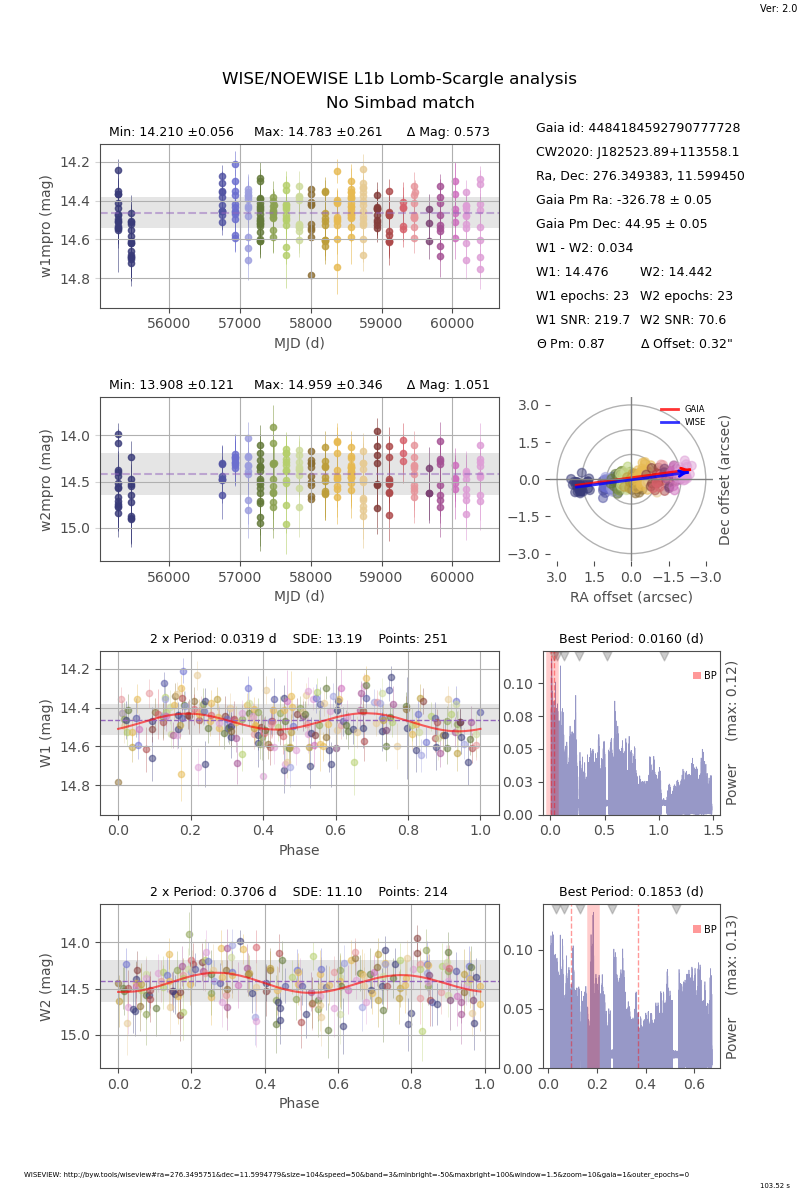 Ver: 2.0
WISE/NOEWISE L1b Lomb-Scargle analysis
No Simbad match
Min: 14.210 ±0.056 Max: 14.783 ±0.261 Δ Mag: 0.573
14.2
14.4
14.6
14.8
w1mpro (mag)
56000 57000 58000 59000 60000
MJD (d)
Gaia id: 4484184592790777728
CW2020: J182523.89+113558.1
Ra, Dec: 276.349383, 11.599450
Gaia Pm Ra: -326.78 ± 0.05
Gaia Pm Dec: 44.95 ± 0.05
W1 - W2: 0.034
W1: 14.476 W2: 14.442
W1 epochs: 23 W2 epochs: 23
W1 SNR: 219.7 W2 SNR: 70.6
Θ Pm: 0.87 Δ Offset: 0.32"
Min: 13.908 ±0.121 Max: 14.959 ±0.346 Δ Mag: 1.051
14.0
14.5
15.0
w2mpro (mag)
56000 57000 58000 59000 60000
MJD (d)
3.0
1.5
0.0
−1.5
−3.0
GAIA
WISE
Dec offset (arcsec)
3.0 1.5 0.0 −1.5 −3.0
RA offset (arcsec)
2 x Period: 0.0319 d SDE: 13.19 Points: 251
14.2
14.4
14.6
14.8
W1 (mag)
0.0 0.2 0.4 0.6 0.8 1.0
Phase
Best Period: 0.0160 (d)
0.10
0.08
0.05
0.03
0.00
BP
Power (max: 0.12)
0.0 0.5 1.0 1.5
2 x Period: 0.3706 d SDE: 11.10 Points: 214
14.0
14.5
15.0
W2 (mag)
0.0 0.2 0.4 0.6 0.8 1.0
Phase
Best Period: 0.1853 (d)
0.10
0.05
0.00
BP
Power (max: 0.13)
0.0 0.2 0.4 0.6
WISEVIEW: http://byw.tools/wiseview#ra=276.3495751&dec=11.5994779&size=104&speed=50&band=3&minbright=-50&maxbright=100&window=1.5&zoom=10&gaia=1&outer_epochs=0
103.52 s